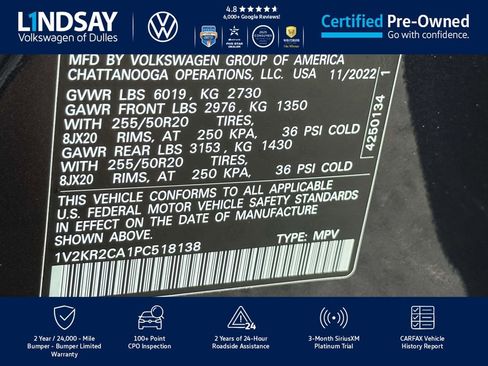 L1NDSAY
Volkswagen of Dulles
4.8 ★★★★★
6,000+ Google Reviews!
Certified Pre-Owned
Go with confidence.
MFD BY VOLKSWAGEN GROUP OF AMERICA
CHATTANOOGA OPERATIONS, LLC. USA 11/2022
GVWR LBS 6019, KG 2730
GAWR FRONT LBS 2976, KG 1350
WITH 255/50R20 TIRES,
8JX20 RIMS, AT 250 KPA, 36 PSI COLD
GAWR REAR LBS 3153, KG 1430
WITH 255/50R20 TIRES,
8JX20 RIMS, AT 250 KPA, 36 PSI COLD
THIS VEHICLE CONFORMS TO ALL APPLICABLE
U.S. FEDERAL MOTOR VEHICLE SAFETY STANDARDS
IN EFFECT ON THE DATE OF MANUFACTURE
SHOWN ABOVE.
1V2KR2CA1PC518138 TYPE: MPV
4250134 1
2 Year / 24,000 - Mile
Bumper - Bumper Limited
Warranty
100+ Point
CPO Inspection
24
2 Years of 24-Hour
Roadside Assistance
3-Month SiriusXM
Platinum Trial
CARFAX Vehicle
History Report